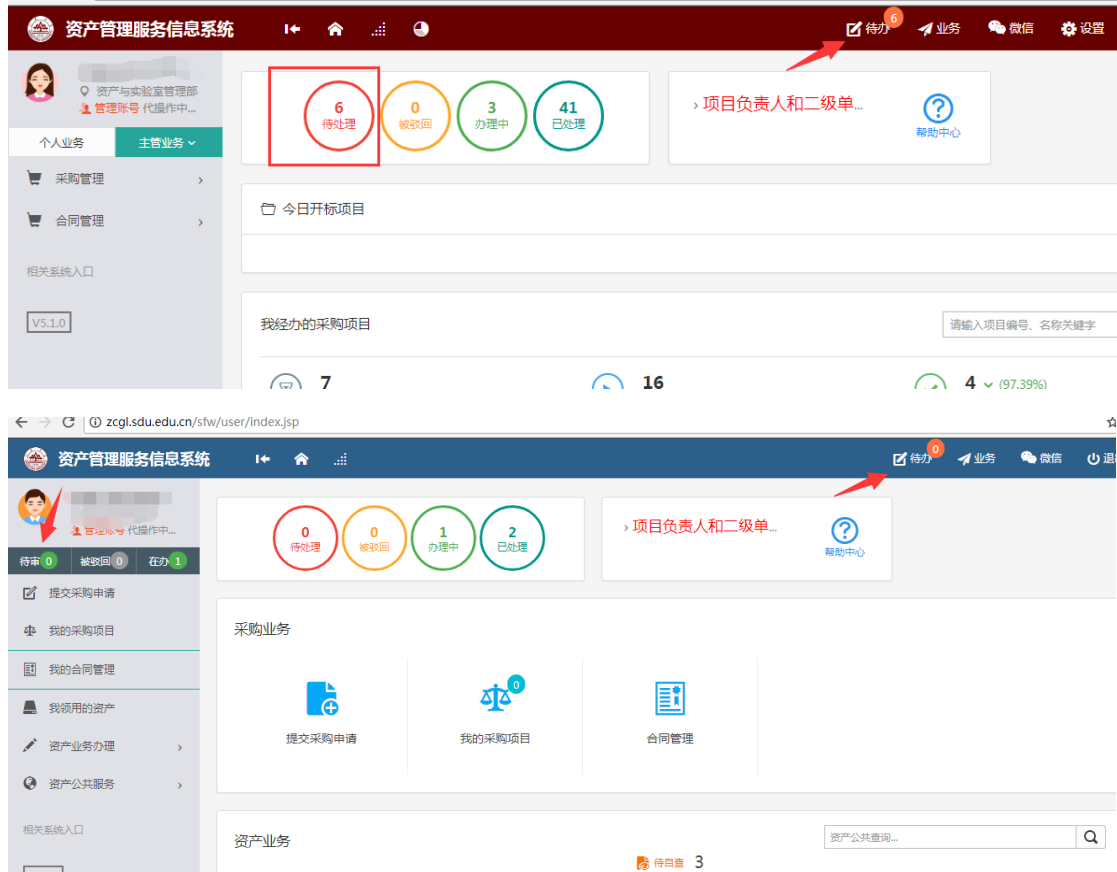 资产管理服务信息系统
待办 6
业务
微信
设置
资产与实验室管理部
管理账号 代操作中...
个人业务
主管业务
采购管理
合同管理
相关系统入口
V5.1.0
6
待处理
0
被驳回
3
办理中
41
已处理
项目负责人和二级单...
帮助中心
今日开标项目
我经办的采购项目
请输入项目编号、名称关键字
7
16
4 (97.39%)
zcgl.sdu.edu.cn/sfw/user/index.jsp
资产管理服务信息系统
待办 0
业务
微信
管理账号 代操作中...
待审 0
被驳回 0
在办 1
提交采购申请
我的采购项目
我的合同管理
我领用的资产
资产业务办理
资产公共服务
相关系统入口
0
待处理
0
被驳回
1
办理中
2
已处理
项目负责人和二级单...
帮助中心
采购业务
提交采购申请
0
我的采购项目
合同管理
资产业务
资产公共查询...
待自查 3